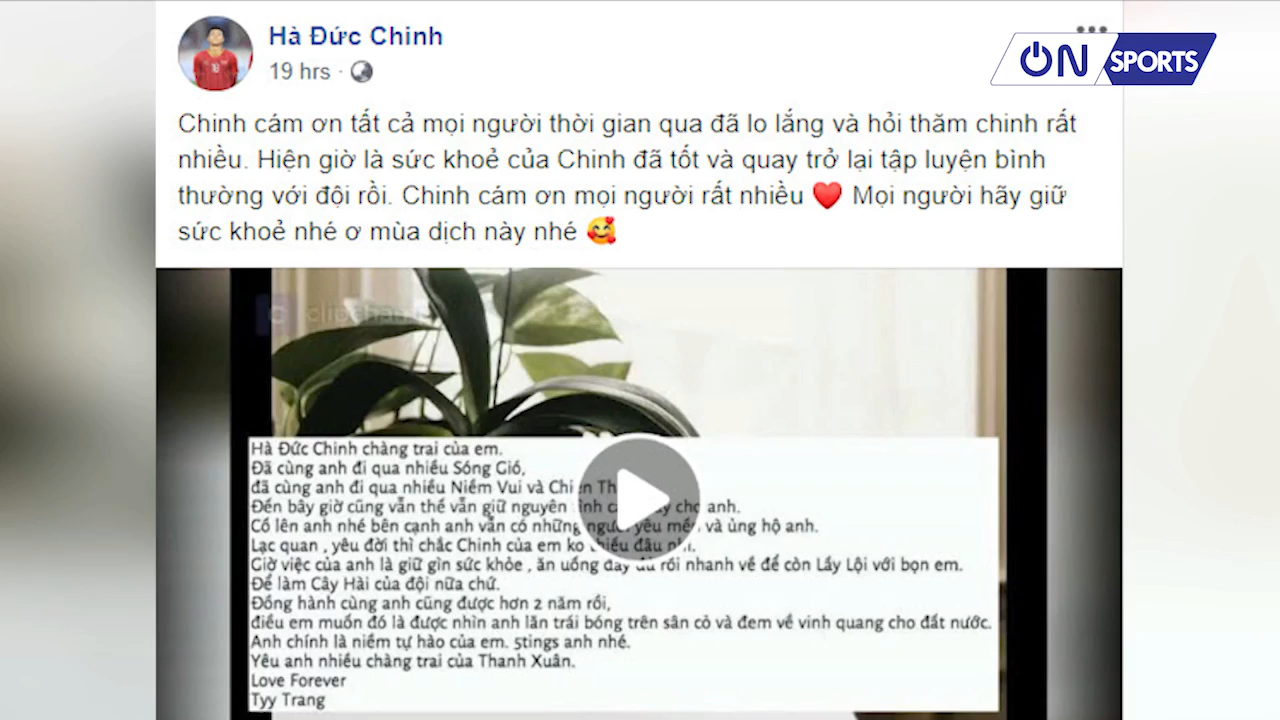 Hà Đức Chinh
19 hrs ·
ON SPORTS
Chinh cám ơn tất cả mọi người thời gian qua đã lo lắng và hỏi thăm chinh rất
nhiều. Hiện giờ là sức khoẻ của Chinh đã tốt và quay trở lại tập luyện bình
thường với đội rồi. Chinh cám ơn mọi người rất nhiều ❤️ Mọi người hãy giữ
sức khoẻ nhé ơ mùa dịch này nhé 🥰
Hà Đức Chinh chàng trai của em.
Đã cùng anh đi qua nhiều Sóng Gió,
đã cùng anh đi qua nhiều Niềm Vui và
Đến bây giờ cũng vẫn thế vẫn giữ nguyên anh.
Cố lên anh nhé bên cạnh anh vẫn có những yêu và ủng hộ anh.
Lạc quan , yêu đời thì chắc Chinh của em ko thiếu đâu
Giờ việc của anh là giữ gìn sức khỏe , ăn uống đầy đủ rồi nhanh về để còn Lầy Lội với bọn em.
Để làm Cây Hài của đội nữa chứ.
Đồng hành cùng anh cũng được hơn 2 năm rồi,
điều em muốn đó là được nhìn anh lăn trái bóng trên sân cỏ và đem về vinh quang cho đất nước.
Anh chính là niềm tự hào của em. 5tings anh nhé.
Yêu anh nhiều chàng trai của Thanh Xuân.
Love Forever
Tyy Trang